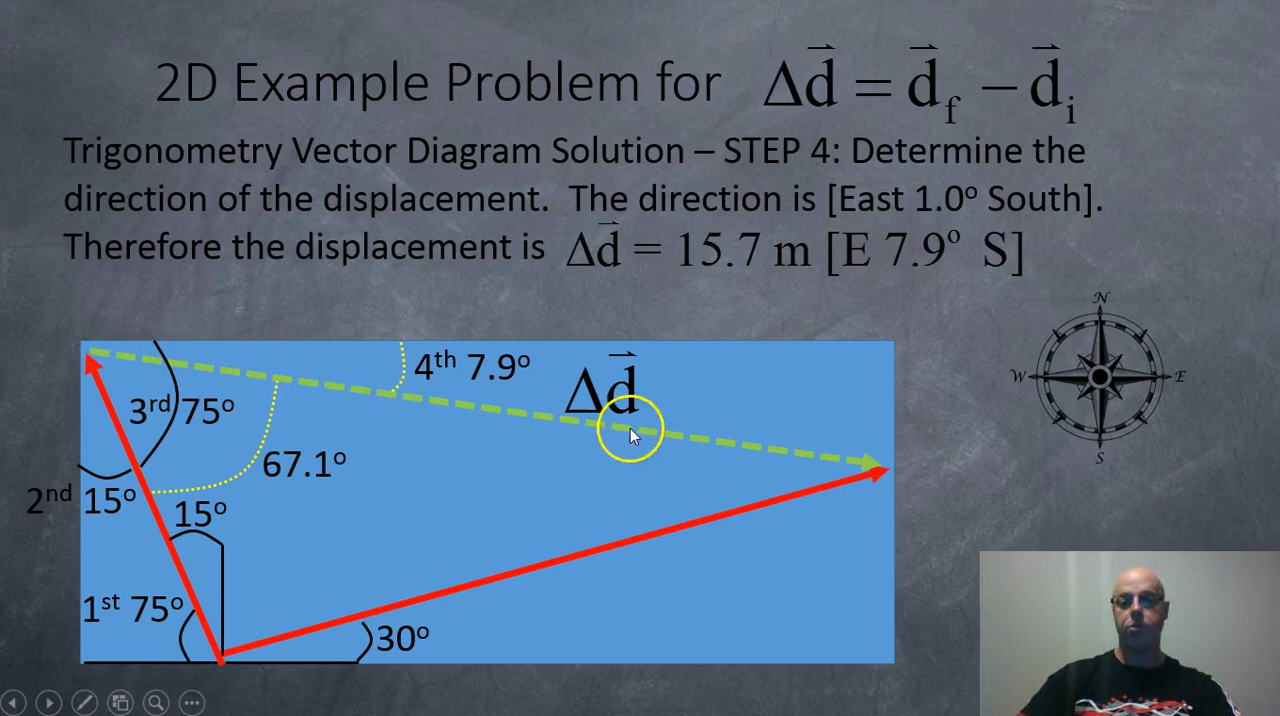 2D Example Problem for Δd⃗ = d⃗f − d⃗i
Trigonometry Vector Diagram Solution – STEP 4: Determine the
direction of the displacement. The direction is [East 1.0° South].
Therefore the displacement is Δd⃗ = 15.7 m [E 7.9° S]
N
W
E
S
4th 7.9°
Δd⃗
3rd 75°
67.1°
2nd 15°
15°
1st 75°
30°